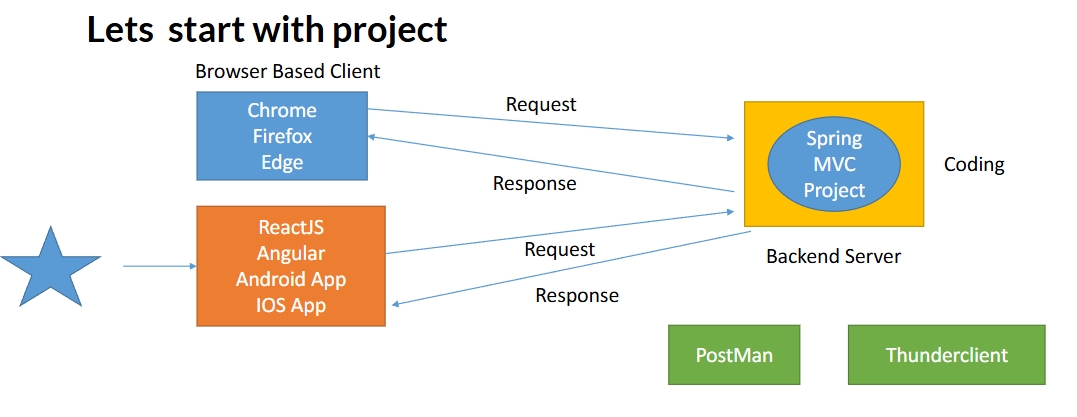 Lets start with project
Browser Based Client
Chrome
Firefox
Edge
Request
Response
Spring
MVC
Project
Coding
Backend Server
ReactJS
Angular
Android App
IOS App
Request
Response
PostMan
Thunderclient